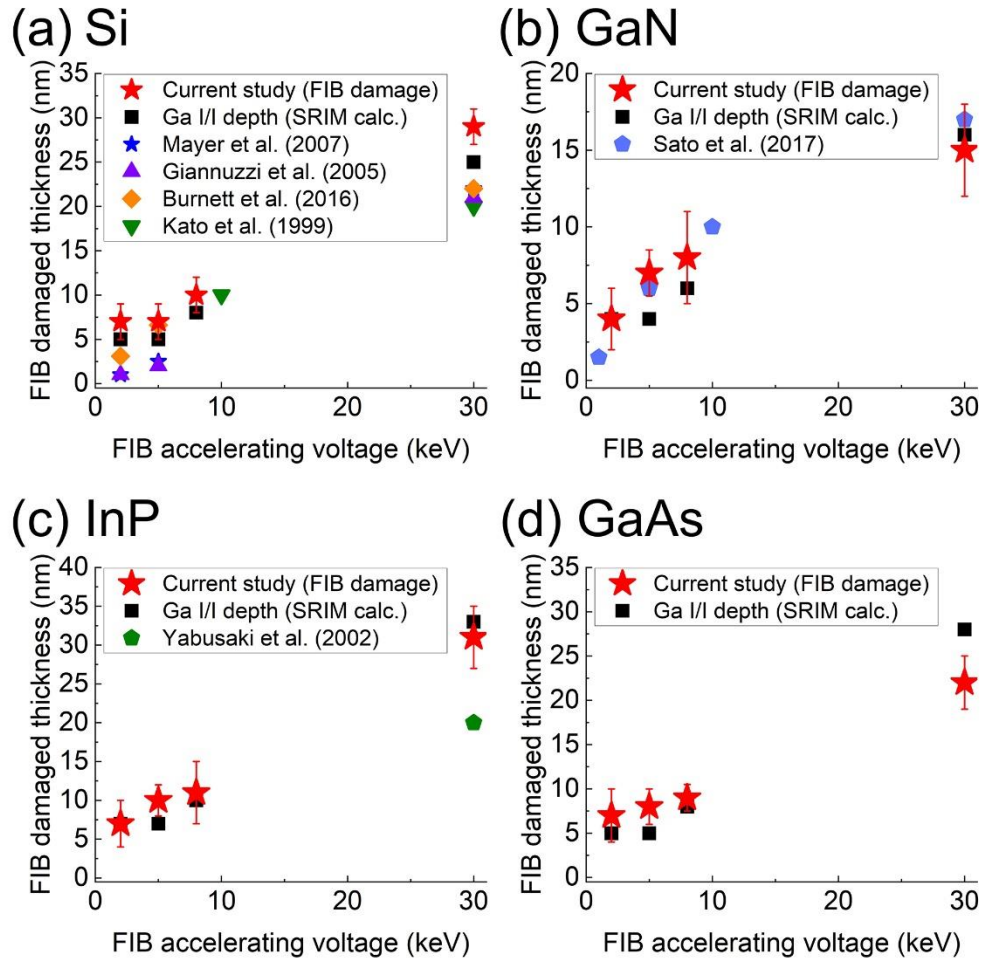 (a) Si
FIB damaged thickness (nm)
35
30
25
20
15
10
5
0
Current study (FIB damage)
Ga I/I depth (SRIM calc.)
Mayer et al. (2007)
Giannuzzi et al. (2005)
Burnett et al. (2016)
Kato et al. (1999)
0 10 20 30
FIB accelerating voltage (keV)
(b) GaN
FIB damaged thickness (nm)
20
15
10
5
0
Current study (FIB damage)
Ga I/I depth (SRIM calc.)
Sato et al. (2017)
0 10 20 30
FIB accelerating voltage (keV)
(c) InP
FIB damaged thickness (nm)
40
35
30
25
20
15
10
5
0
Current study (FIB damage)
Ga I/I depth (SRIM calc.)
Yabusaki et al. (2002)
0 10 20 30
FIB accelerating voltage (keV)
(d) GaAs
FIB damaged thickness (nm)
35
30
25
20
15
10
5
0
Current study (FIB damage)
Ga I/I depth (SRIM calc.)
0 10 20 30
FIB accelerating voltage (keV)